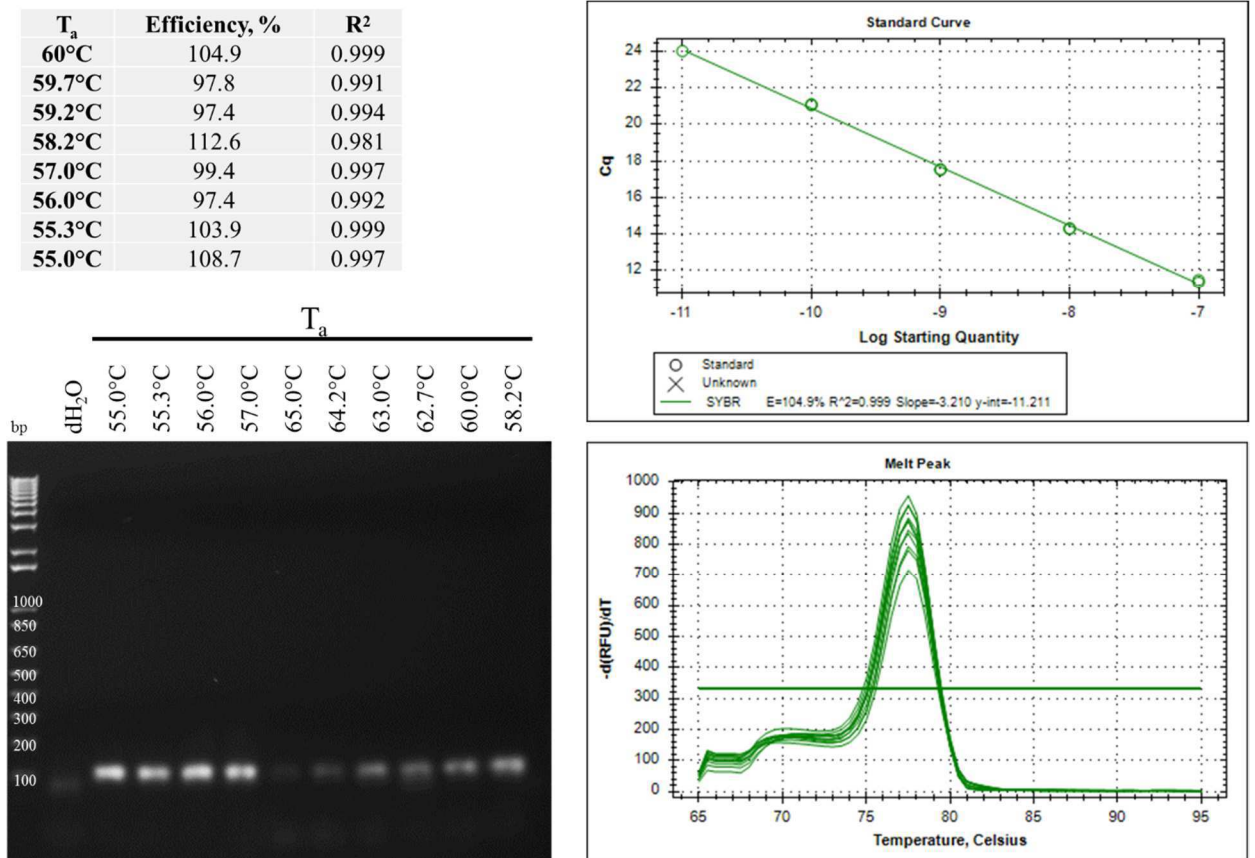 Ta Efficiency, % R²
60°C 104.9 0.999
59.7°C 97.8 0.991
59.2°C 97.4 0.994
58.2°C 112.6 0.981
57.0°C 99.4 0.997
56.0°C 97.4 0.992
55.3°C 103.9 0.999
55.0°C 108.7 0.997
Ta
bp dH2O 55.0°C 55.3°C 56.0°C 57.0°C 65.0°C 64.2°C 63.0°C 62.7°C 60.0°C 58.2°C
1000
850
650
500
400
300
200
100
Standard Curve
Cq
24
22
20
18
16
14
12
-11 -10 -9 -8 -7
Log Starting Quantity
Standard
Unknown
SYBR E=104.9% R^2=0.999 Slope=-3.210 y-int=-11.211
Melt Peak
-d(RFU)/dT
1000
900
800
700
600
500
400
300
200
100
0
65 70 75 80 85 90 95
Temperature, Celsius